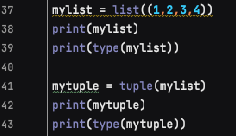 37 mylist = list((1,2,3,4))
38 print(mylist)
39 print(type(mylist))
40
41 mytuple = tuple(mylist)
42 print(mytuple)
43 print(type(mytuple))